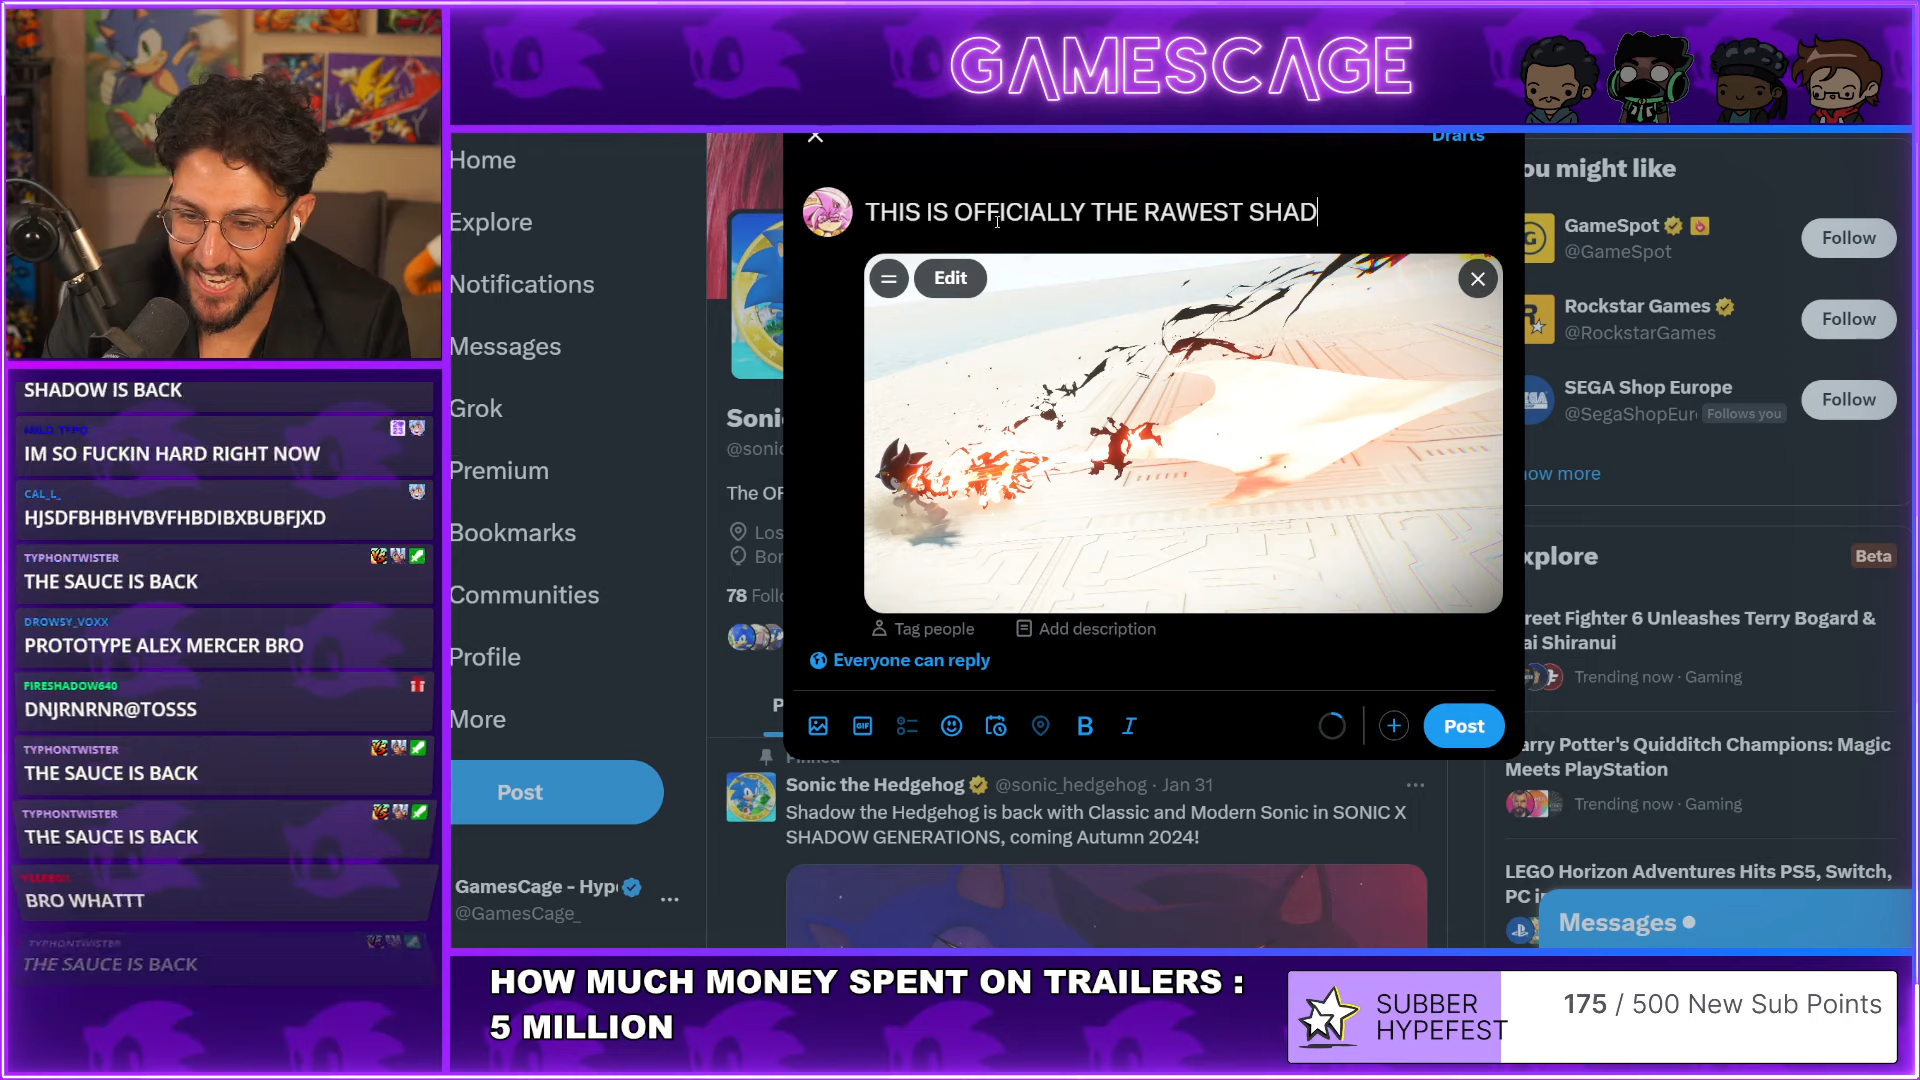 GAMESCAGE
SHADOW IS BACK
IM SO FUCKIN HARD RIGHT NOW
CAL_L_
HJSDFBHBHVBVFHBDIBXBUBFJXD
TYPHONTWISTER
THE SAUCE IS BACK
DROWSY_VOXX
PROTOTYPE ALEX MERCER BRO
FIRESHADOW640
DNJRNRNR@TOSSS
TYPHONTWISTER
THE SAUCE IS BACK
TYPHONTWISTER
THE SAUCE IS BACK
BRO WHATTT
TYPHONTWISTER
THE SAUCE IS BACK
Home
Explore
Notifications
Messages
Grok
Premium
Bookmarks
Communities
Profile
More
Post
GamesCage - Hyp
@GamesCage_
Drafts
THIS IS OFFICIALLY THE RAWEST SHAD
Edit
Tag people
Add description
Everyone can reply
GIF
B I
Post
Soni
@sonic
The OF
Los
Bor
78 Follo
P
Pinned
Sonic the Hedgehog @sonic_hedgehog · Jan 31
Shadow the Hedgehog is back with Classic and Modern Sonic in SONIC X
SHADOW GENERATIONS, coming Autumn 2024!
ou might like
GameSpot
@GameSpot
Follow
Rockstar Games
@RockstarGames
Follow
SEGA Shop Europe
@SegaShopEur Follows you
Follow
how more
xplore
Beta
treet Fighter 6 Unleashes Terry Bogard &
ai Shiranui
Trending now · Gaming
arry Potter's Quidditch Champions: Magic
Meets PlayStation
Trending now · Gaming
LEGO Horizon Adventures Hits PS5, Switch,
PC i
Messages
HOW MUCH MONEY SPENT ON TRAILERS :
5 MILLION
SUBBER
HYPEFEST
175 / 500 New Sub Points